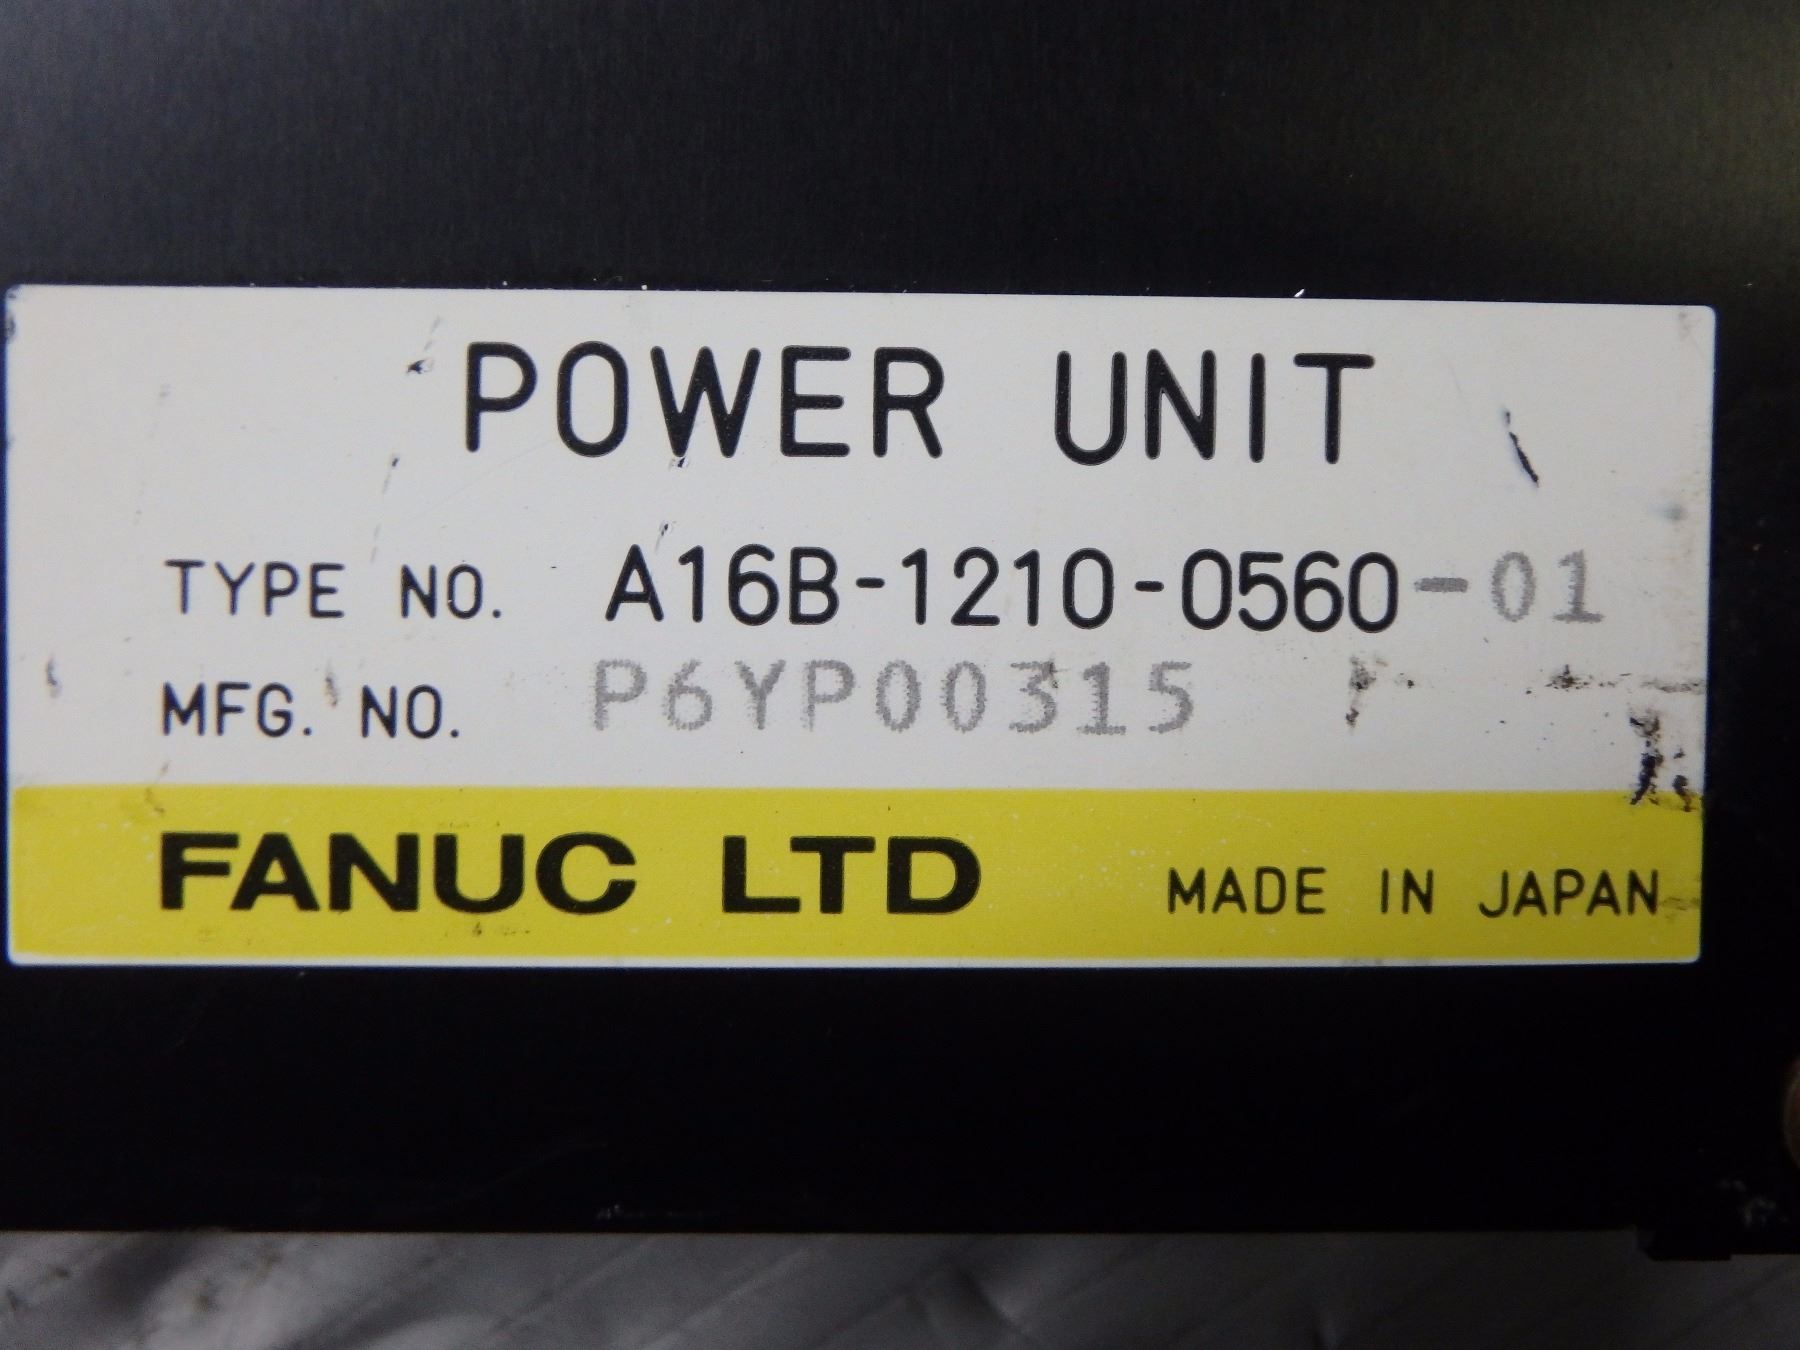 POWER UNIT
TYPE NO. A16B-1210-0560-01
MFG. NO. P6YP00315
FANUC LTD MADE IN JAPAN